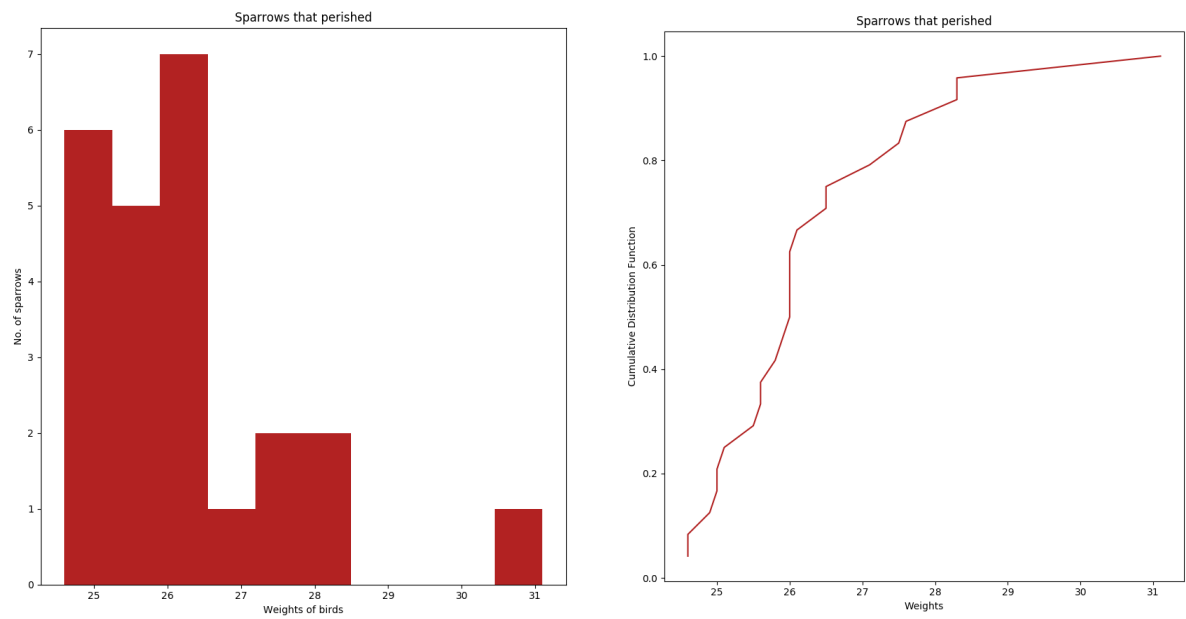 Sparrows that perished
No. of sparrows
7
6
5
4
3
2
1
0
25 26 27 28 29 30 31
Weights of birds
Sparrows that perished
Cumulative Distribution Function
1.0
0.8
0.6
0.4
0.2
0.0
25 26 27 28 29 30 31
Weights